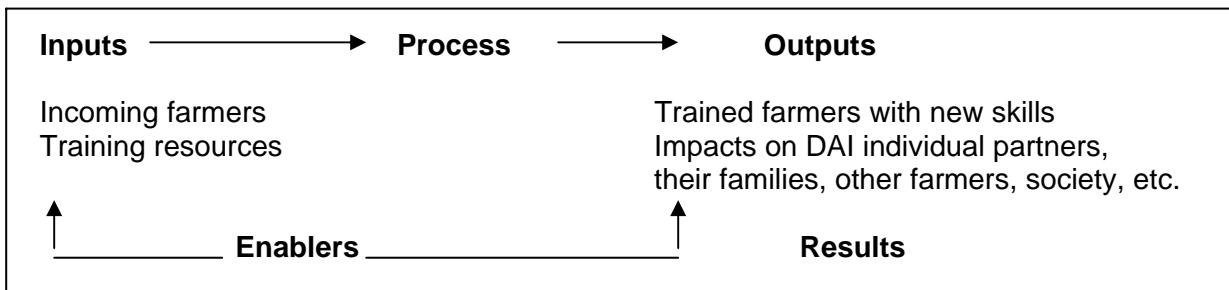 Inputs Process Outputs
Incoming farmers Trained farmers with new skills
Training resources Impacts on DAI individual partners,
their families, other farmers, society, etc.
Enablers Results